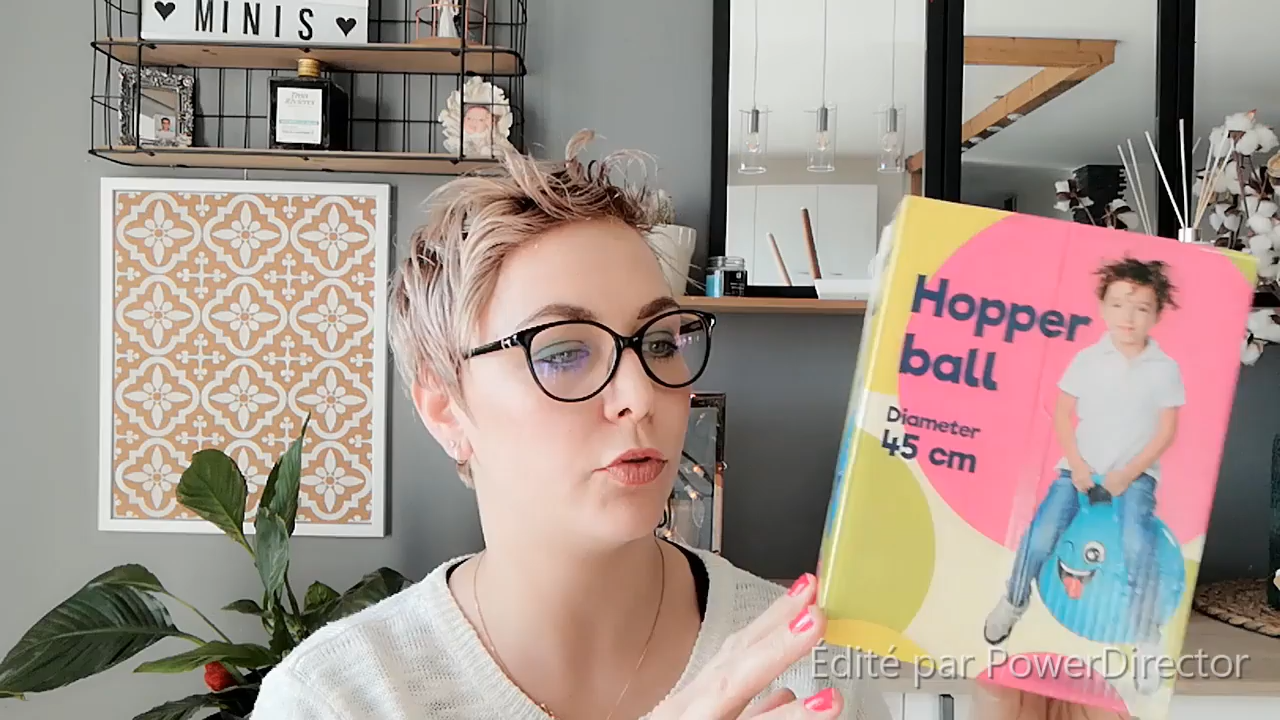 ♥ MINIS ♥
Hopper
ball
Diameter
45 cm
Édité par PowerDirector